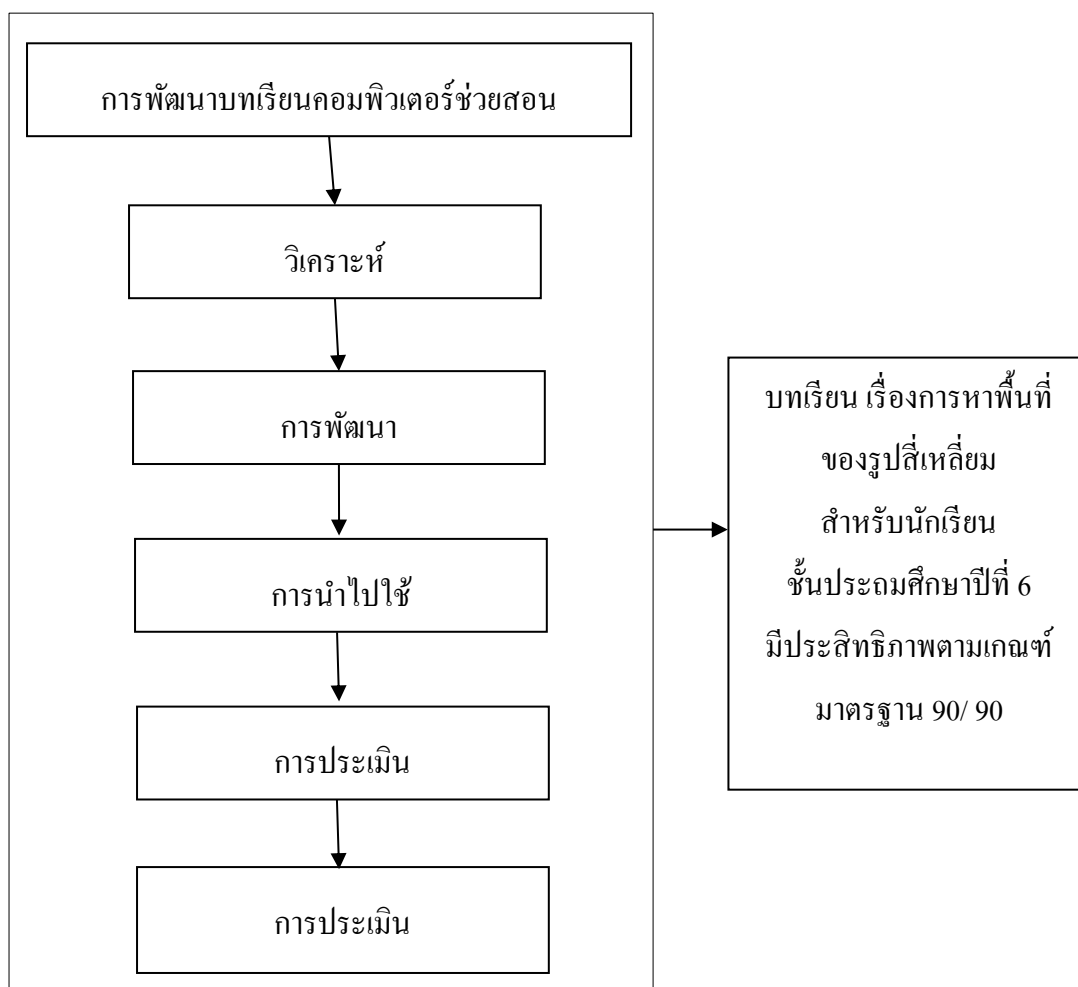 การพัฒนาบทเรียนคอมพิวเตอร์ช่วยสอน
วิเคราะห์
การพัฒนา
การนำไปใช้
การประเมิน
การประเมิน
บทเรียน เรื่องการหาพื้นที่
ของรูปสี่เหลี่ยม
สำหรับนักเรียน
ชั้นประถมศึกษาปีที่ 6
มีประสิทธิภาพตามเกณฑ์
มาตรฐาน 90/ 90